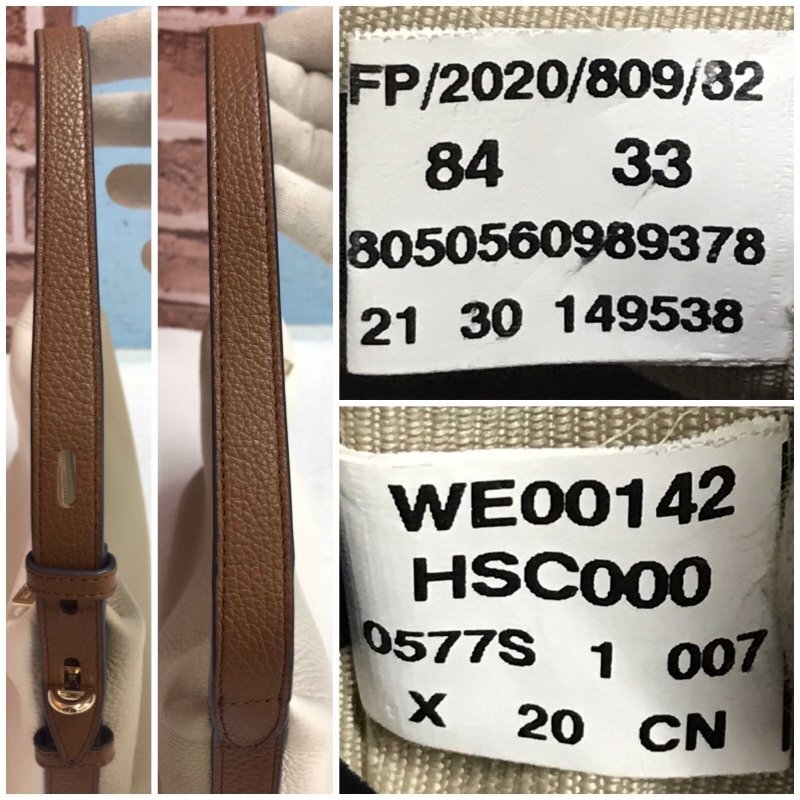 FP/2020/809/82
84 33
8050560989378
21 30 149538
WE00142
HSC000
0577S 1 007
X 20 CN